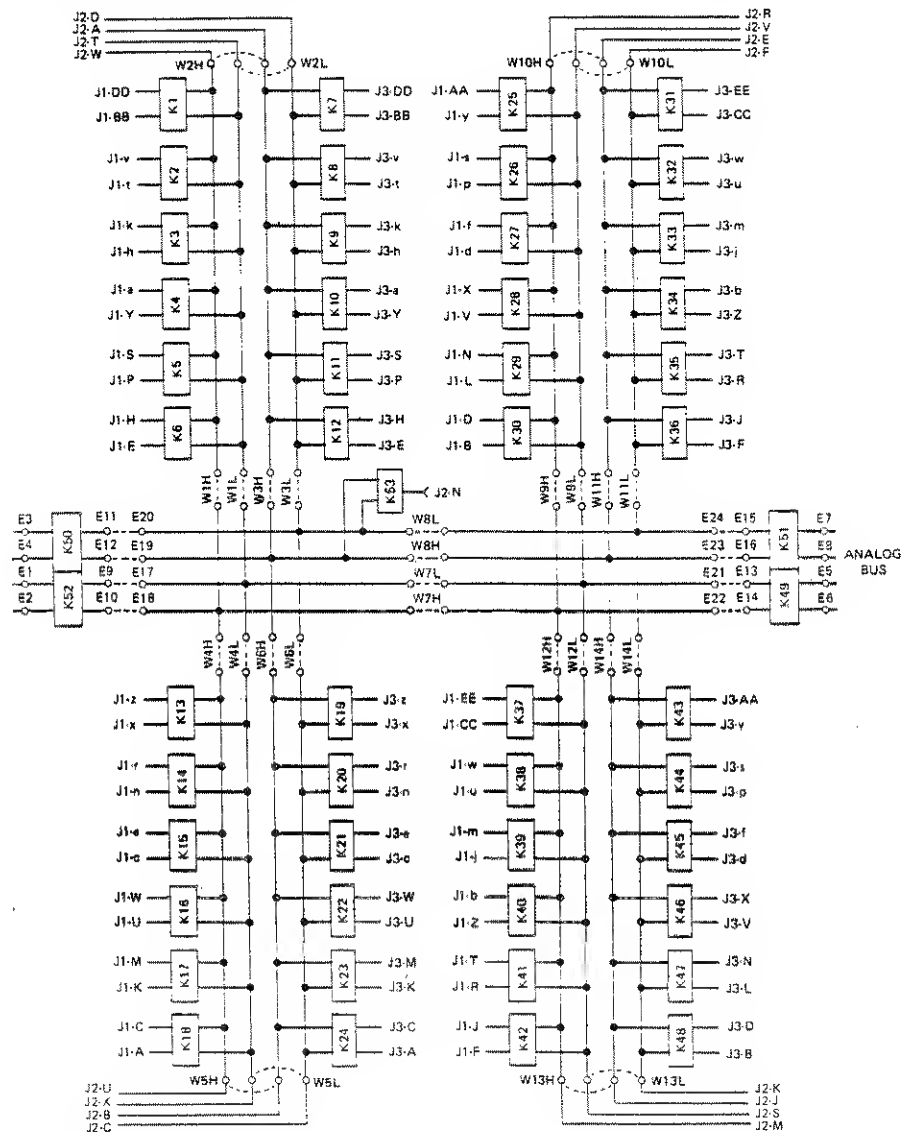 J2-D J2-R
J2-A J2-V
J2-T J2-E
J2-W J2-F
W2H W2L W10H W10L
J1-DD K1 K7 J3-DD J1-AA K25 K31 J3-EE
J1-BB J3-BB J1-y J3-CC
J1-v K2 K8 J3-v J1-s K26 K32 J3-w
J1-t J3-t J1-p J3-u
J1-k K3 K9 J3-k J1-f K27 K33 J3-m
J1-h J3-h J1-d J3-j
J1-a K4 K10 J3-a J1-X K28 K34 J3-b
J1-Y J3-Y J1-V J3-Z
J1-S K5 K11 J3-S J1-N K29 K35 J3-T
J1-P J3-P J1-L J3-R
J1-H K6 K12 J3-H J1-D K30 K36 J3-J
J1-E J3-E J1-B J3-F
W1H W1L W3H W3L K53 J2-N W9H W9L W11H W11L
E3 K50 E11 E20 W8L E24 E15 K51 E7
E4 E12 E19 W8H E23 E16 E8 ANALOG
E1 K52 E9 E17 W7L E21 E13 K49 E5 BUS
E2 E10 E18 W7H E22 E14 E6
W4H W4L W6H W6L W12H W12L W14H W14L
J1-z K13 K19 J3-z J1-EE K37 K43 J3-AA
J1-x J3-x J1-CC J3-y
J1-r K14 K20 J3-r J1-w K38 K44 J3-s
J1-n J3-n J1-u J3-p
J1-e K15 K21 J3-e J1-m K39 K45 J3-f
J1-c J3-c J1-j J3-d
J1-W K16 K22 J3-W J1-b K40 K46 J3-X
J1-U J3-U J1-Z J3-V
J1-M K17 K23 J3-M J1-T K41 K47 J3-N
J1-K J3-K J1-R J3-L
J1-C K18 K24 J3-C J1-J K42 K48 J3-D
J1-A J3-A J1-F J3-B
W5H W5L W13H W13L
J2-U J2-K
J2-X J2-J
J2-B J2-S
J2-C J2-M